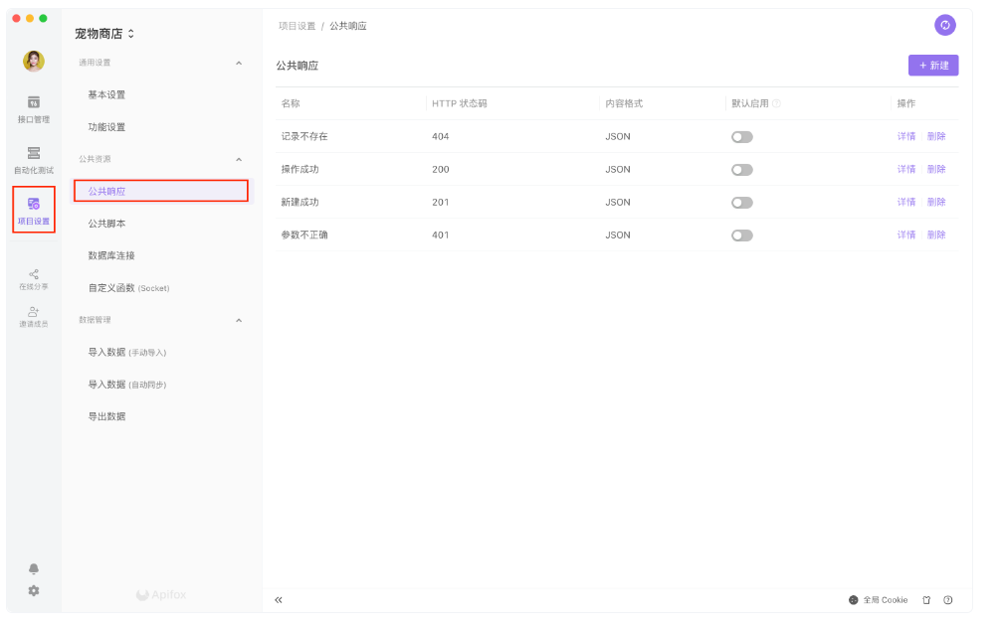 宠物商店
项目设置 / 公共响应
通用设置
公共响应
+ 新建
基本设置
名称 HTTP 状态码 内容格式 默认启用 操作
接口管理
功能设置
记录不存在 404 JSON 详情 删除
公共资源
自动化测试
操作成功 200 JSON 详情 删除
公共响应
新建成功 201 JSON 详情 删除
项目设置
公共脚本
参数不正确 401 JSON 详情 删除
数据库连接
在线分享
自定义函数 (Socket)
邀请成员
数据管理
导入数据 (手动导入)
导入数据 (自动同步)
导出数据
Apifox
全局 Cookie